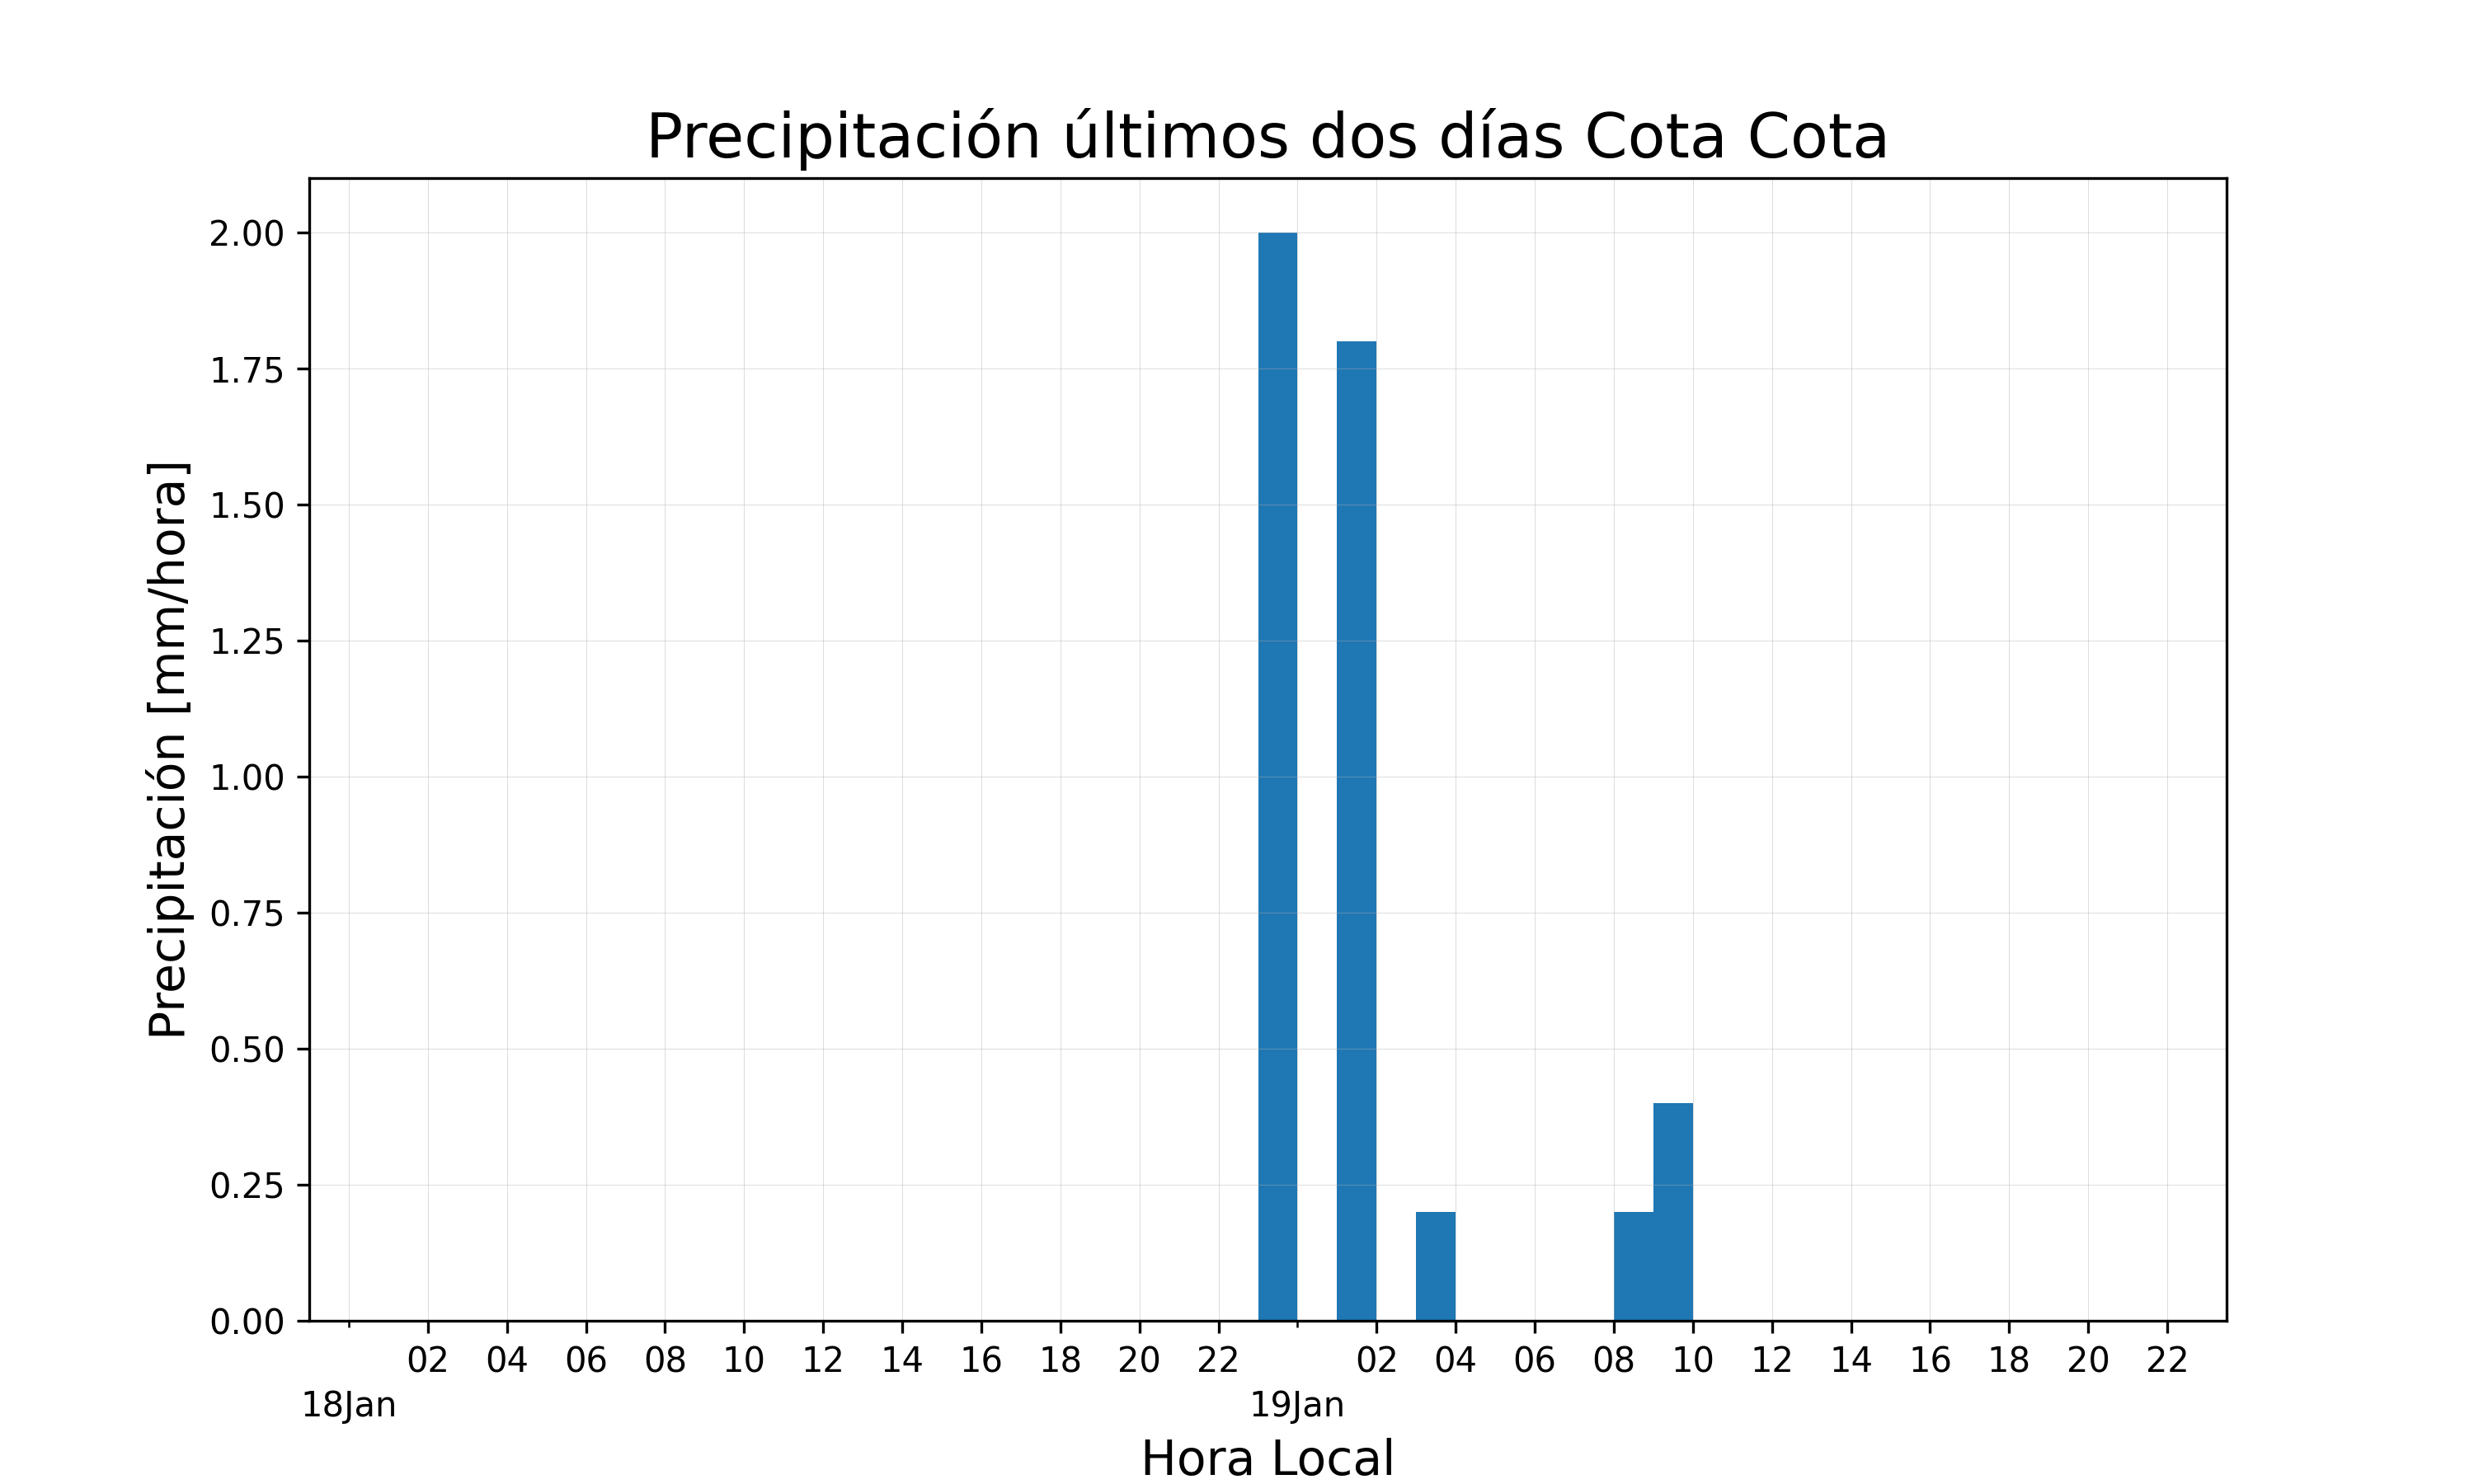 Precipitación últimos dos días Cota Cota
Precipitación [mm/hora]
2.00
1.75
1.50
1.25
1.00
0.75
0.50
0.25
0.00
02 04 06 08 10 12 14 16 18 20 22 02 04 06 08 10 12 14 16 18 20 22
18Jan 19Jan
Hora Local